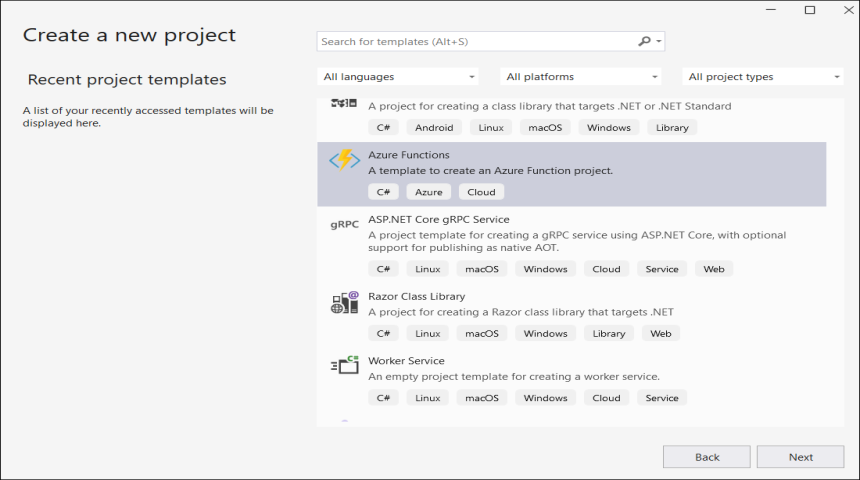 Create a new project
Search for templates (Alt+S)
Recent project templates
All languages
All platforms
All project types
A list of your recently accessed templates will be
displayed here.
A project for creating a class library that targets .NET or .NET Standard
C# Android Linux macOS Windows Library
Azure Functions
A template to create an Azure Function project.
C# Azure Cloud
gRPC
ASP.NET Core gRPC Service
A project template for creating a gRPC service using ASP.NET Core, with optional
support for publishing as native AOT.
C# Linux macOS Windows Cloud Service Web
Razor Class Library
A project for creating a Razor class library that targets .NET
C# Linux macOS Windows Library Web
Worker Service
An empty project template for creating a worker service.
C# Linux macOS Windows Cloud Service
Back
Next